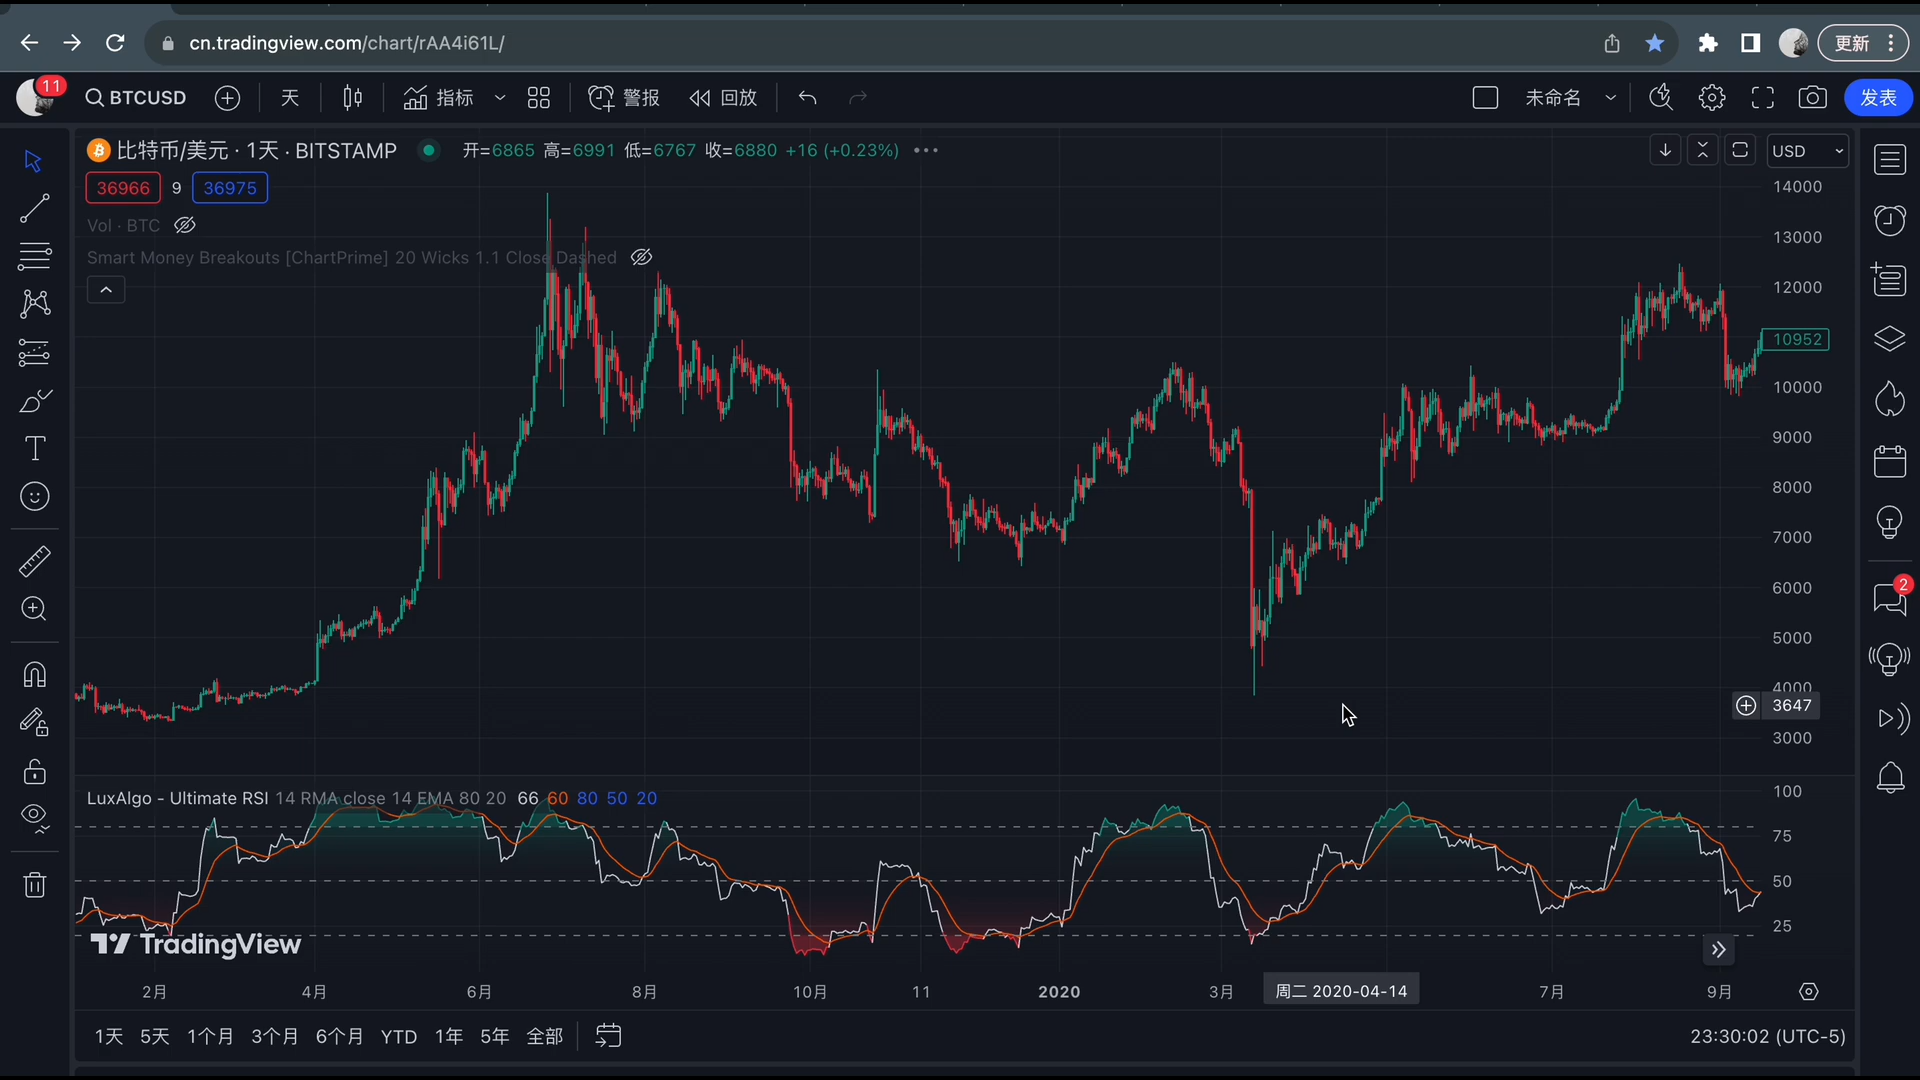 cn.tradingview.com/chart/rAA4i61L/
更新
11
BTCUSD
天
指标
警报
回放
未命名
发表
比特币/美元 · 1天 · BITSTAMP
开=6865 高=6991 低=6767 收=6880 +16 (+0.23%)
USD
36966 9 36975
Vol · BTC
Smart Money Breakouts [ChartPrime] 20 Wicks 1.1 Close Dashed
14000
13000
12000
10952
10000
9000
8000
7000
6000
5000
4000
3647
3000
2
LuxAlgo - Ultimate RSI 14 RMA close 14 EMA 80 20 66 60 80 50 20
100
75
50
25
TradingView
2月 4月 6月 8月 10月 11 2020 3月 周二 2020-04-14 7月 9月
1天 5天 1个月 3个月 6个月 YTD 1年 5年 全部
23:30:02 (UTC-5)